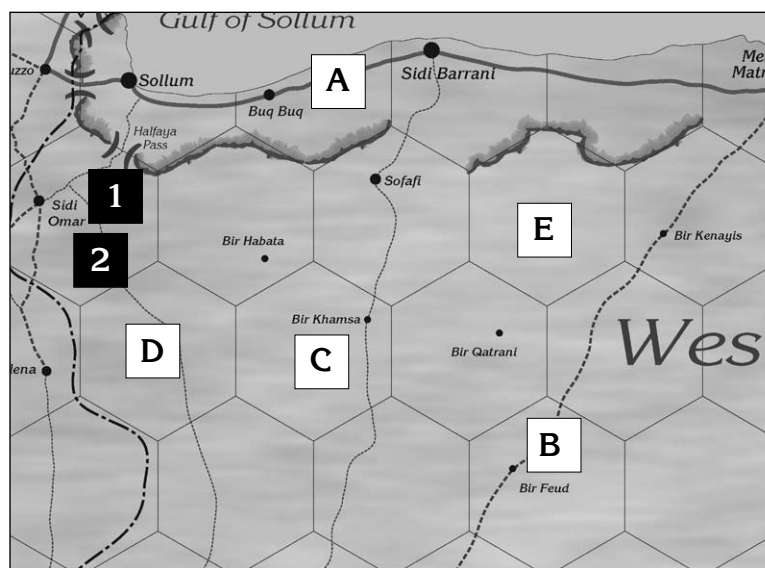 Gulf of Sollum
uzzo
Sollum
A
Sidi Barrani
Me
Matr
Buq Buq
Halfaya
Pass
1
Sofafi
Sidi
Omar
E
2
Bir Habata
Bir Kenayis
Bir Khamsa
D
C
Bir Qatrani
Wes
lena
B
Bir Feud